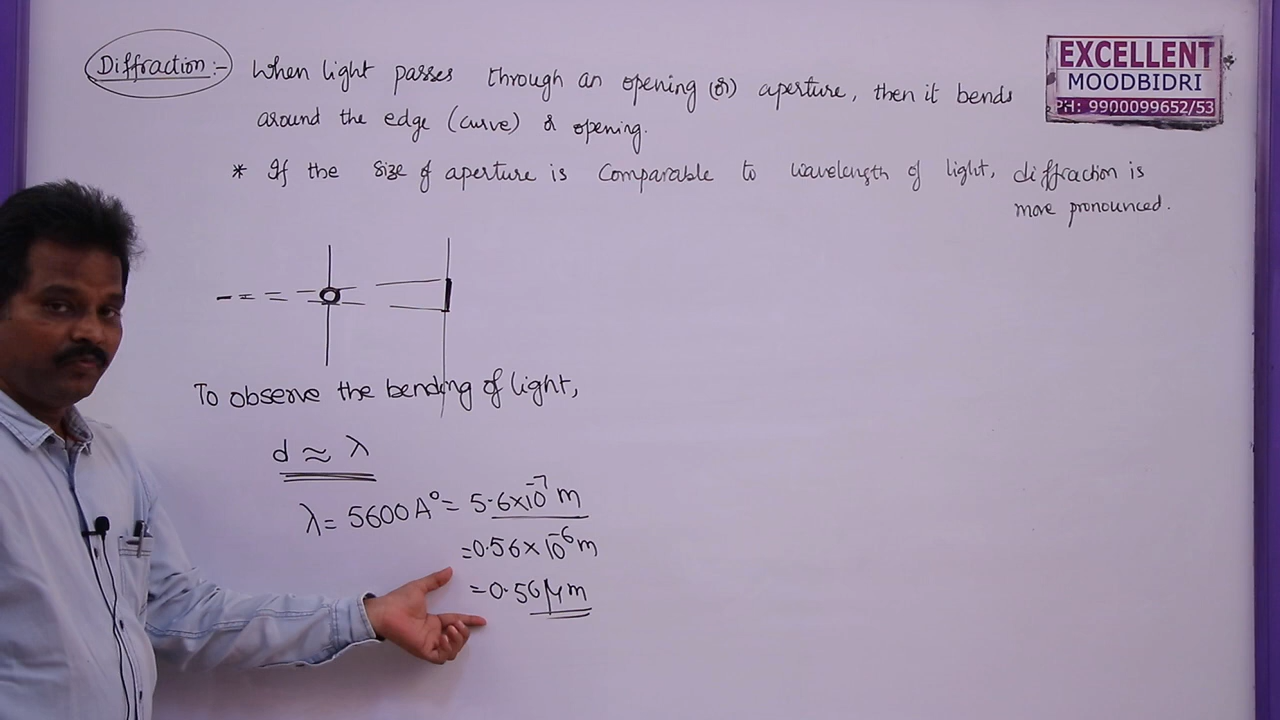 Diffraction :- When light passes through an opening (or) aperture, then it bends
around the edge (curve) & opening.
* If the size of aperture is comparable to wavelength of light, diffraction is
more pronounced.
EXCELLENT
MOODBIDRI
PH: 9900099652/53
To observe the bending of light,
d ≈ λ
λ = 5600 A° = 5.6×10⁻⁷ m
= 0.56 × 10⁻⁶ m
= 0.56 μm